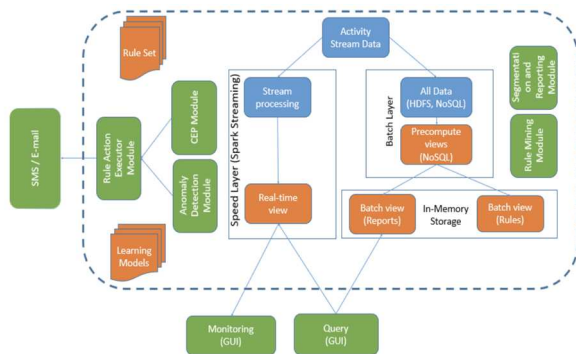 Rule Set
Activity
Stream Data
Stream
processing
All Data
(HDFS, NoSQL)
Segmentati
on and
Reporting
Module
CEP Module
Speed Layer (Spark Streaming)
Batch Layer
Precompute
views
(NoSQL)
SMS / E-mail
Rule Action
Executor
Module
Rule Mining
Module
Anomaly
Detection
Module
Real-time
view
Batch view
(Reports)
In-Memory
Storage
Batch view
(Rules)
Learning
Models
Monitoring
(GUI)
Query
(GUI)